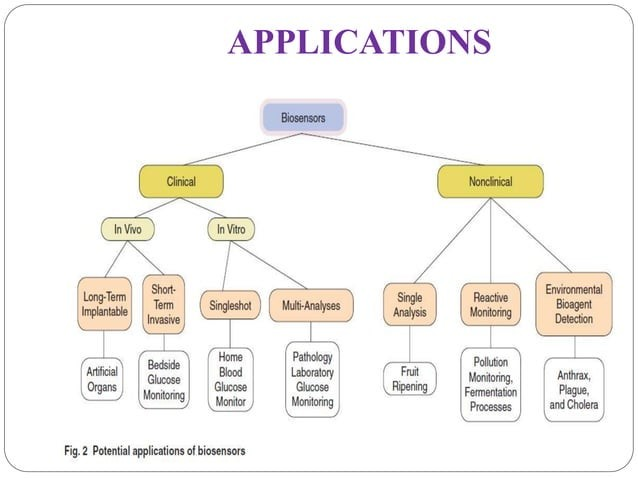 APPLICATIONS
Biosensors
Clinical
Nonclinical
In Vivo
In Vitro
Long-Term
Implantable
Short-
Term
Invasive
Singleshot
Multi-Analyses
Single
Analysis
Reactive
Monitoring
Environmental
Bioagent
Detection
Artificial
Organs
Bedside
Glucose
Monitoring
Home
Blood
Glucose
Monitor
Pathology
Laboratory
Glucose
Monitoring
Fruit
Ripening
Pollution
Monitoring,
Fermentation
Processes
Anthrax,
Plague,
and Cholera
Fig. 2 Potential applications of biosensors